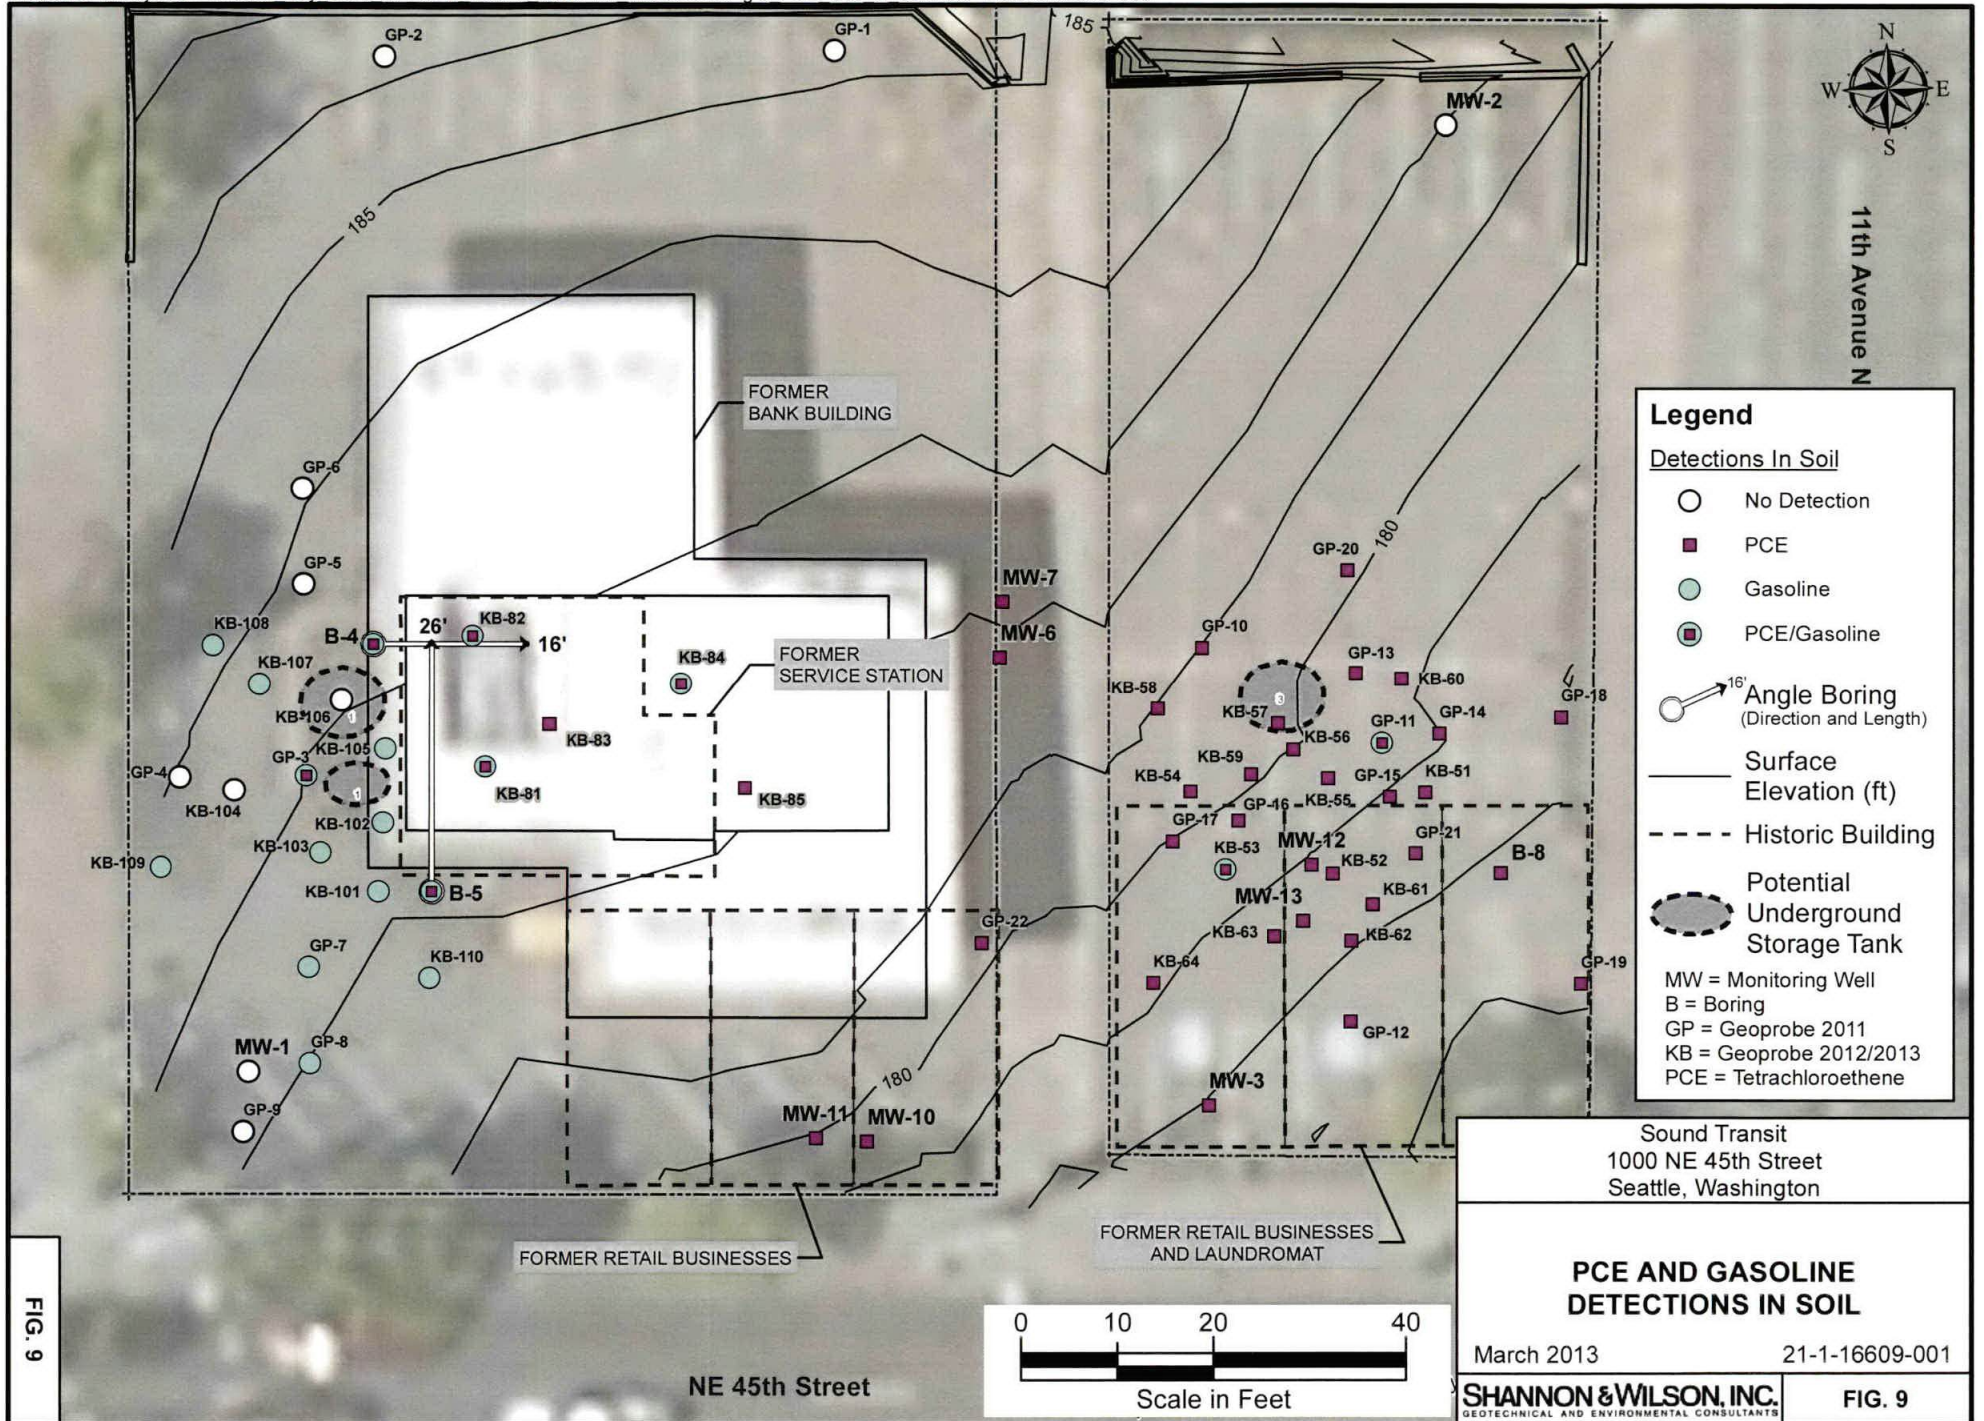 GP-2
GP-1
185
MW-2
N
W
E
S
185
11th Avenue N
FORMER
BANK BUILDING
Legend
Detections In Soil
No Detection
PCE
Gasoline
PCE/Gasoline
16'
Angle Boring
(Direction and Length)
Surface
Elevation (ft)
Historic Building
Potential
Underground
Storage Tank
MW = Monitoring Well
B = Boring
GP = Geoprobe 2011
KB = Geoprobe 2012/2013
PCE = Tetrachloroethene
GP-6
GP-5
KB-108
B-4
26'
KB-82
16'
KB-107
KB-84
FORMER
SERVICE STATION
MW-7
MW-6
KB-106
1
KB-105
KB-83
GP-3
GP-4
1
KB-104
KB-81
KB-85
KB-102
KB-103
KB-109
KB-101
B-5
GP-22
GP-7
KB-110
GP-8
MW-1
GP-9
180
MW-11
MW-10
180
GP-20
GP-10
GP-13
KB-60
KB-58
3
KB-57
GP-18
GP-14
GP-11
KB-56
KB-59
KB-54
GP-15
KB-51
KB-55
GP-16
GP-17
MW-12
GP-21
KB-53
KB-52
B-8
MW-13
KB-61
KB-63
KB-62
KB-64
GP-19
GP-12
MW-3
FORMER RETAIL BUSINESSES
FORMER RETAIL BUSINESSES
AND LAUNDROMAT
NE 45th Street
0 10 20 40
Scale in Feet
Sound Transit
1000 NE 45th Street
Seattle, Washington
PCE AND GASOLINE
DETECTIONS IN SOIL
March 2013
21-1-16609-001
SHANNON & WILSON, INC.
GEOTECHNICAL AND ENVIRONMENTAL CONSULTANTS
FIG. 9
FIG. 9